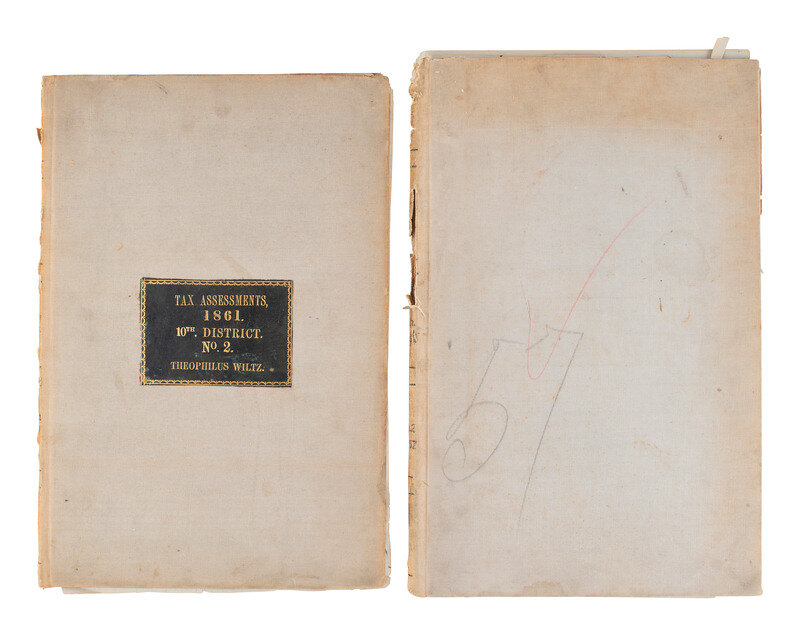 TAX ASSESSMENTS,
1861.
10TH. DISTRICT.
No. 2.
THEOPHILUS WILTZ.
57